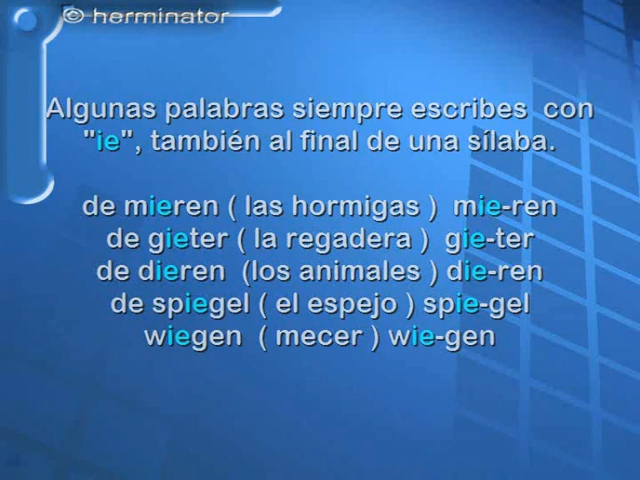 © herminator
Algunas palabras siempre escribes con
"ie", también al final de una sílaba.
de mieren ( las hormigas ) mie-ren
de gieter ( la regadera ) gie-ter
de dieren (los animales ) die-ren
de spiegel ( el espejo ) spie-gel
wiegen ( mecer ) wie-gen